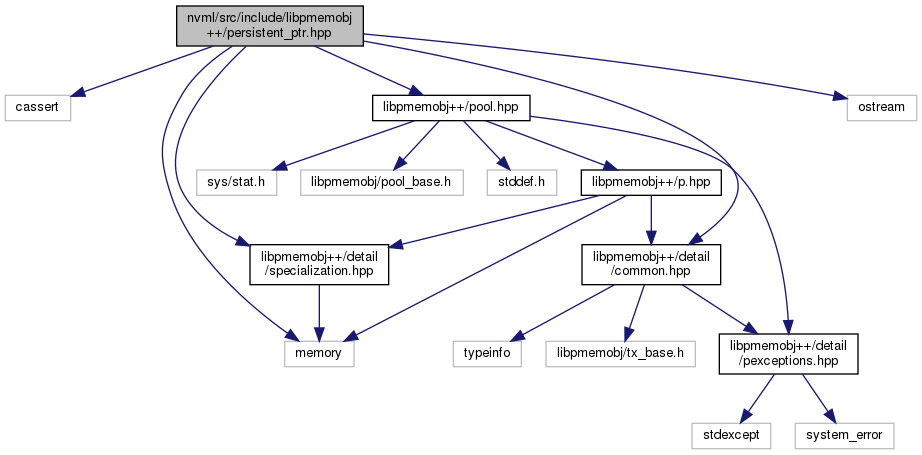 nvml/src/include/libpmemobj
++/persistent_ptr.hpp
cassert
libpmemobj++/pool.hpp
ostream
sys/stat.h
libpmemobj/pool_base.h
stddef.h
libpmemobj++/p.hpp
libpmemobj++/detail
/specialization.hpp
libpmemobj++/detail
/common.hpp
memory
typeinfo
libpmemobj/tx_base.h
libpmemobj++/detail
/pexceptions.hpp
stdexcept
system_error